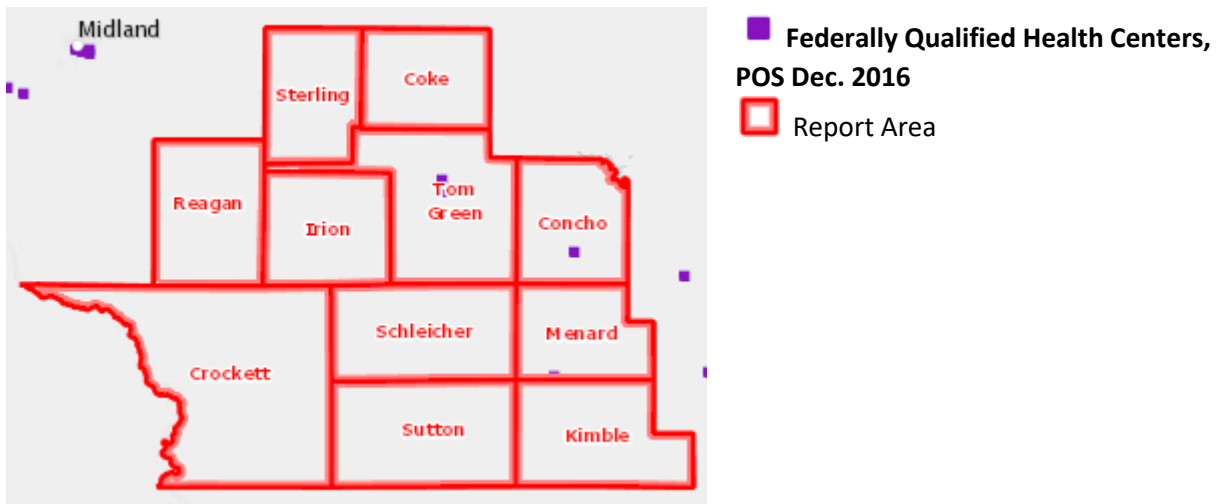 Midland
Federally Qualified Health Centers,
POS Dec. 2016
Report Area
Sterling
Coke
Reagan
Irion
Tom
Green
Concho
Schleicher
Menard
Crockett
Sutton
Kimble